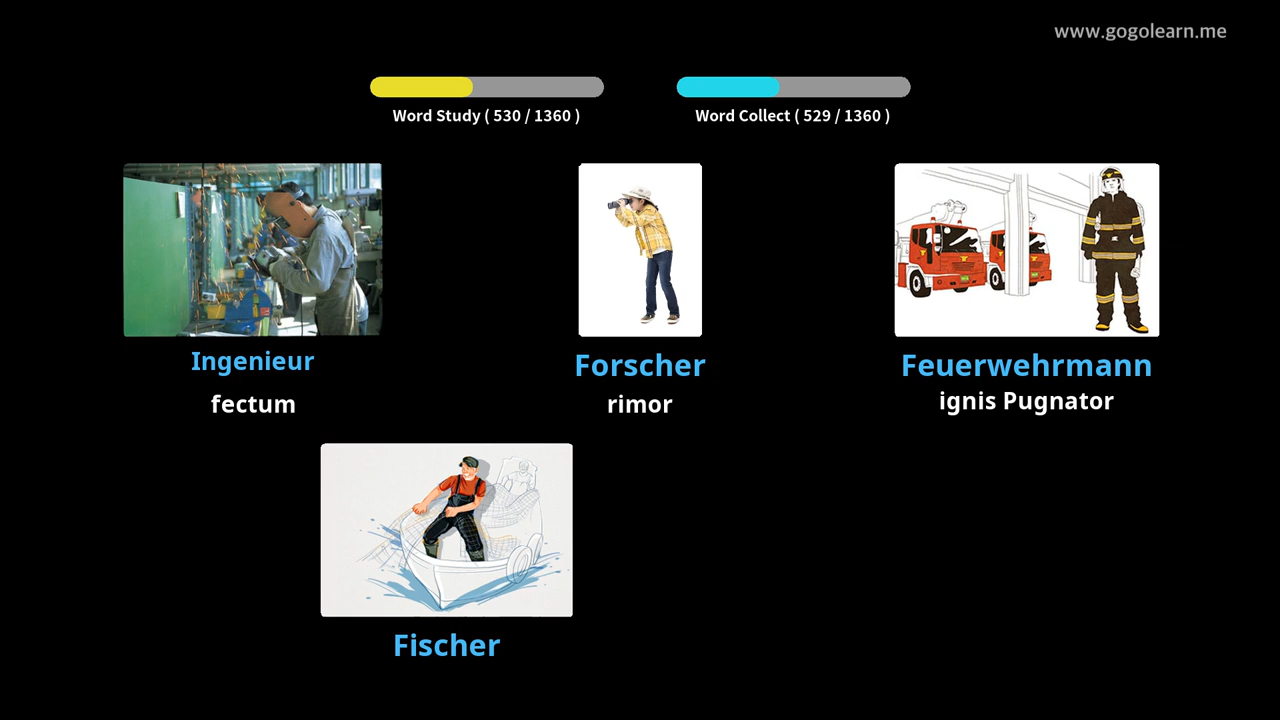 www.gogolearn.me
Word Study ( 530 / 1360 )
Word Collect ( 529 / 1360 )
Ingenieur
Forscher
Feuerwehrmann
fectum
rimor
ignis Pugnator
Fischer